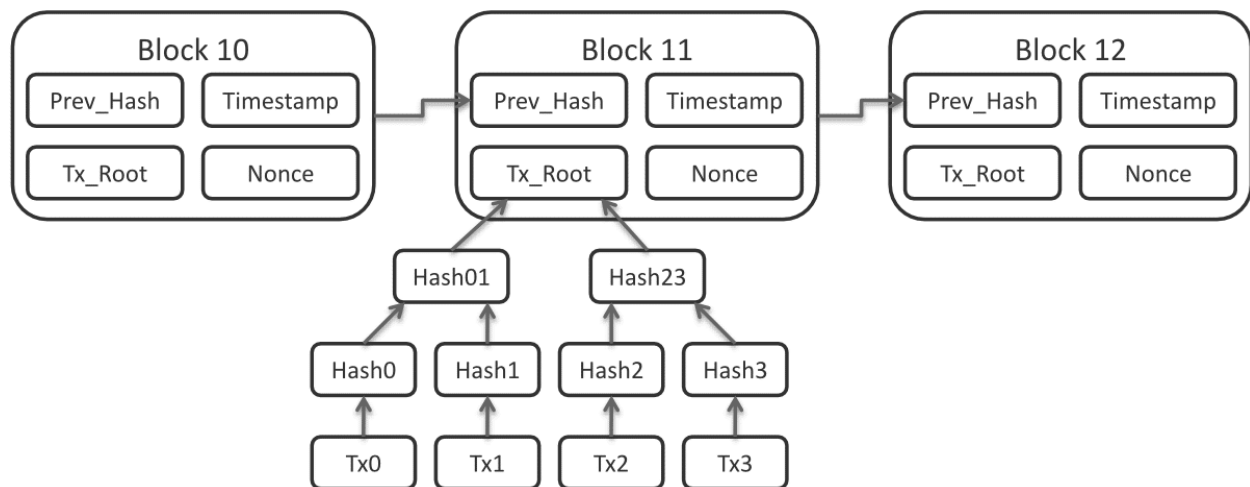 Block 10
Block 11
Block 12
Prev_Hash Timestamp
Prev_Hash Timestamp
Prev_Hash Timestamp
Tx_Root Nonce
Tx_Root Nonce
Tx_Root Nonce
Hash01
Hash23
Hash0
Hash1
Hash2
Hash3
Tx0
Tx1
Tx2
Tx3